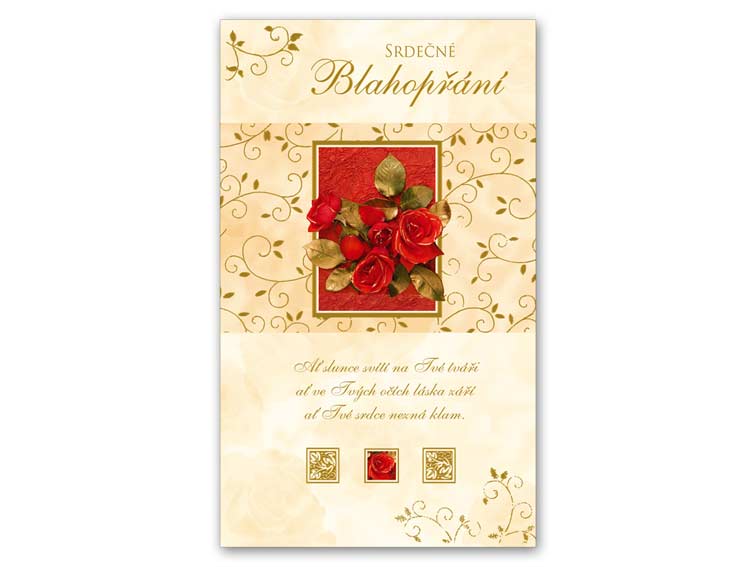 Srdečné
Blahopřání
Ať slunce svítí na Tvé tváři
ať ve Tvých očích láska září
ať Tvé srdce nezná klam.